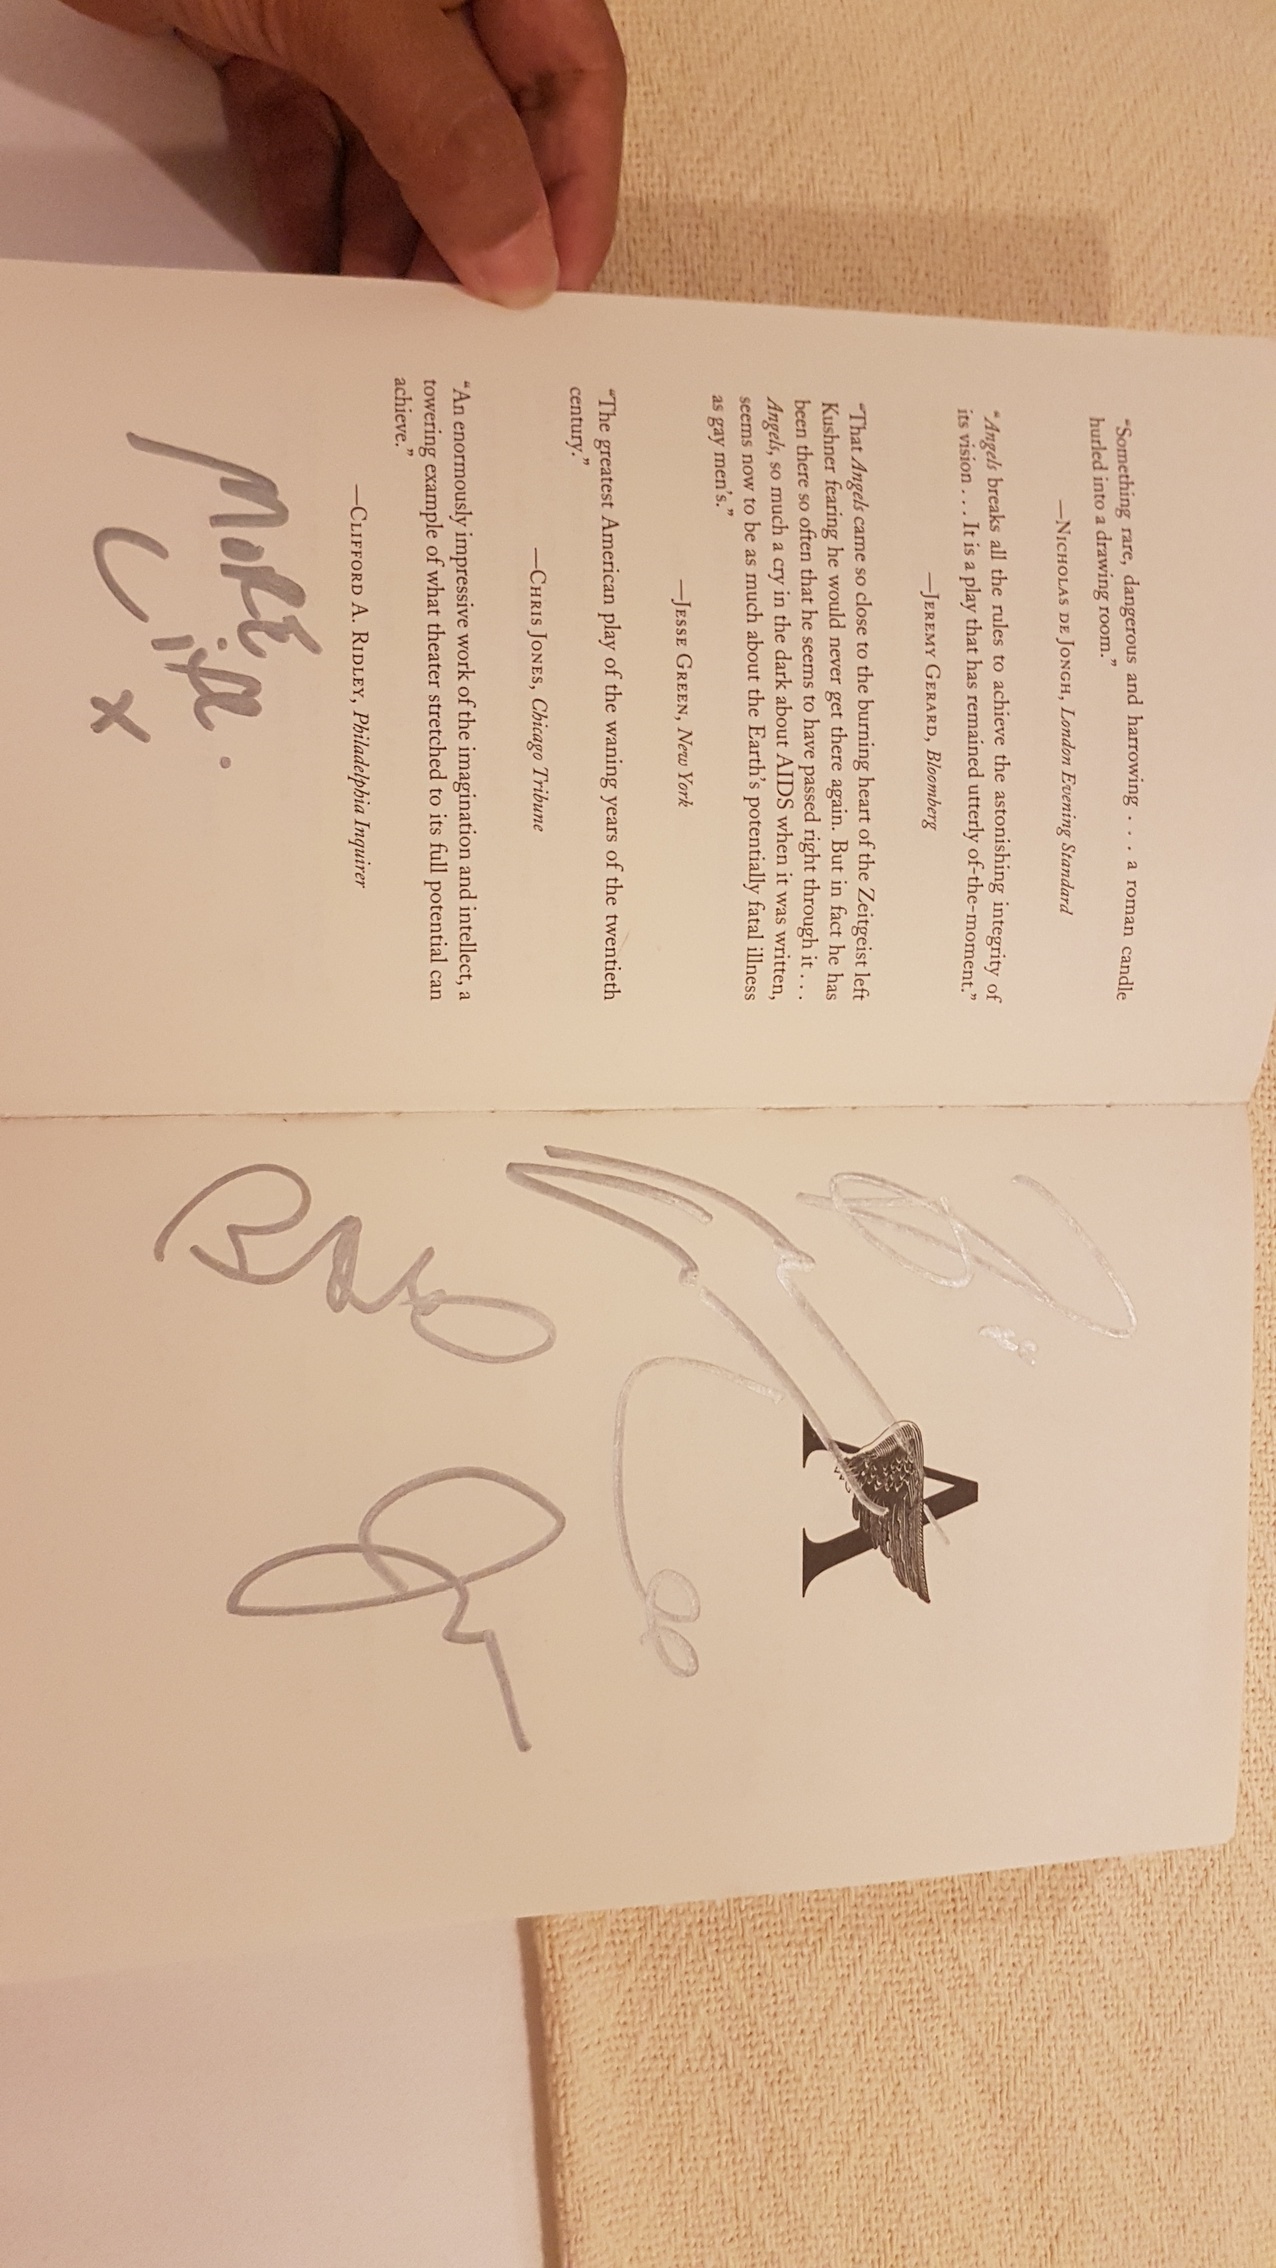 “Something rare, dangerous and harrowing . . . a roman candle
hurled into a drawing room.”
—Nicholas de Jongh, London Evening Standard
“Angels breaks all the rules to achieve the astonishing integrity of
its vision . . . It is a play that has remained utterly of-the-moment.”
—Jeremy Gerard, Bloomberg
“That Angels came so close to the burning heart of the Zeitgeist left
Kushner fearing he would never get there again. But in fact he has
been there so often that he seems to have passed right through it . . .
Angels, so much a cry in the dark about AIDS when it was written,
seems now to be as much about the Earth’s potentially fatal illness
as gay men’s.”
—Jesse Green, New York
“The greatest American play of the waning years of the twentieth
century.”
—Chris Jones, Chicago Tribune
“An enormously impressive work of the imagination and intellect, a
towering example of what theater stretched to its full potential can
achieve.”
—Clifford A. Ridley, Philadelphia Inquirer
More
life.
x
A